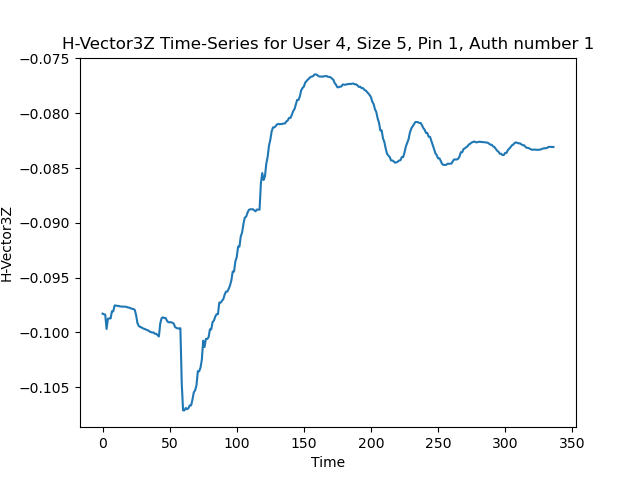 H-Vector3Z Time-Series for User 4, Size 5, Pin 1, Auth number 1
−0.075
−0.080
−0.085
−0.090
−0.095
−0.100
−0.105
H-Vector3Z
0 50 100 150 200 250 300 350
Time